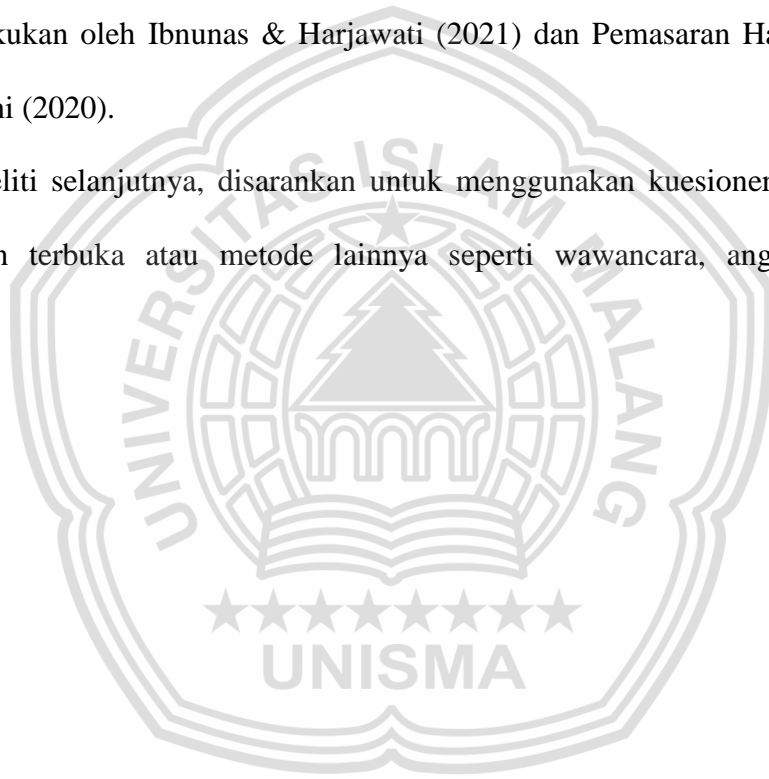 kukan oleh Ibnunas & Harjawati (2021) dan Pemasaran Ha
ni (2020).
eliti selanjutnya, disarankan untuk menggunakan kuesioner
n terbuka atau metode lainnya seperti wawancara, ang
UNIVERSITAS ISLAM MALANG
UNISMA